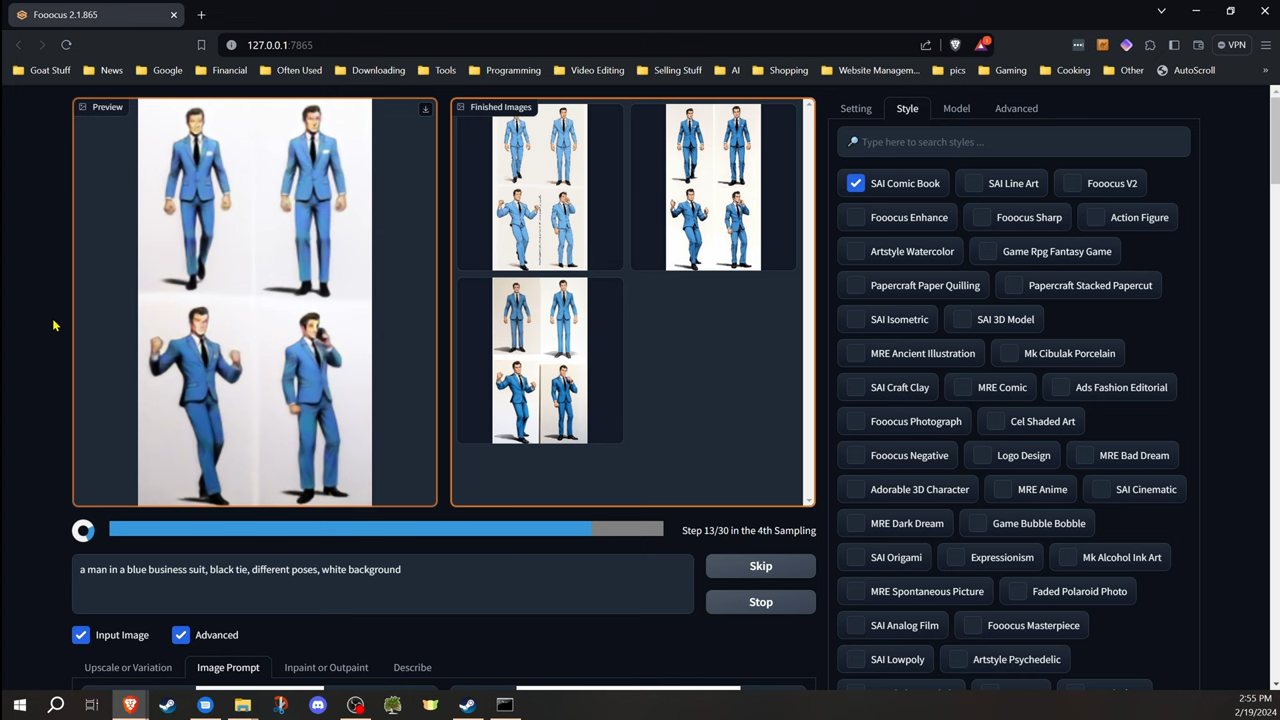 Fooocus 2.1.865
127.0.0.1:7865
1
VPN
Goat Stuff
News
Google
Financial
Often Used
Downloading
Tools
Programming
Video Editing
Selling Stuff
AI
Shopping
Website Managem...
pics
Gaming
Cooking
Other
AutoScroll
»
Preview
Finished Images
Setting
Style
Model
Advanced
Type here to search styles ...
SAI Comic Book
SAI Line Art
Fooocus V2
Fooocus Enhance
Fooocus Sharp
Action Figure
Artstyle Watercolor
Game Rpg Fantasy Game
Papercraft Paper Quilling
Papercraft Stacked Papercut
SAI Isometric
SAI 3D Model
MRE Ancient Illustration
Mk Cibulak Porcelain
SAI Craft Clay
MRE Comic
Ads Fashion Editorial
Fooocus Photograph
Cel Shaded Art
Fooocus Negative
Logo Design
MRE Bad Dream
Adorable 3D Character
MRE Anime
SAI Cinematic
MRE Dark Dream
Game Bubble Bobble
SAI Origami
Expressionism
Mk Alcohol Ink Art
MRE Spontaneous Picture
Faded Polaroid Photo
SAI Analog Film
Fooocus Masterpiece
SAI Lowpoly
Artstyle Psychedelic
Step 13/30 in the 4th Sampling
a man in a blue business suit, black tie, different poses, white background
Skip
Stop
Input Image
Advanced
Upscale or Variation
Image Prompt
Inpaint or Outpaint
Describe
2:55 PM
2/19/2024